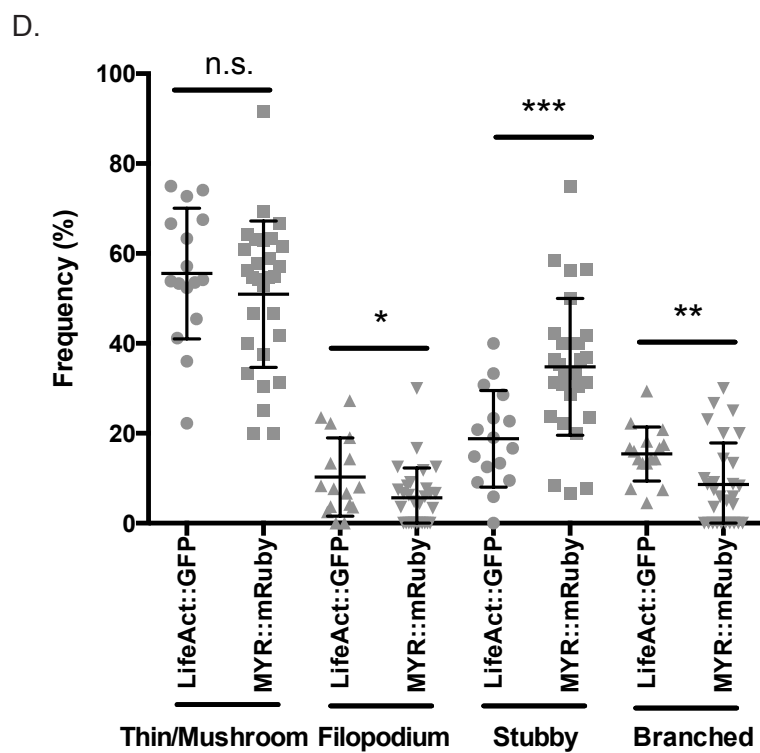 D.
n.s.
***
*
**
100
80
60
40
20
0
Frequency (%)
LifeAct::GFP
MYR::mRuby
LifeAct::GFP
MYR::mRuby
LifeAct::GFP
MYR::mRuby
LifeAct::GFP
MYR::mRuby
Thin/Mushroom Filopodium Stubby Branched